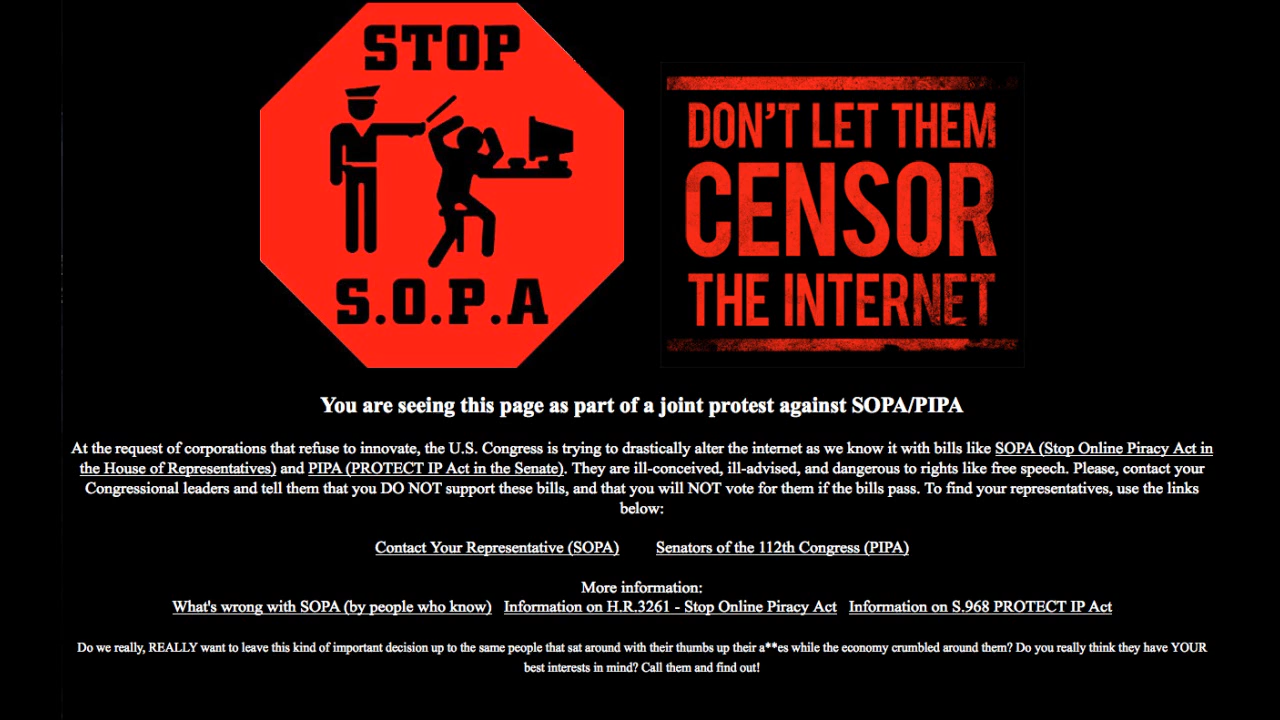 STOP
S.O.P.A
DON'T LET THEM
CENSOR
THE INTERNET
You are seeing this page as part of a joint protest against SOPA/PIPA
At the request of corporations that refuse to innovate, the U.S. Congress is trying to drastically alter the internet as we know it with bills like SOPA (Stop Online Piracy Act in
the House of Representatives) and PIPA (PROTECT IP Act in the Senate). They are ill-conceived, ill-advised, and dangerous to rights like free speech. Please, contact your
Congressional leaders and tell them that you DO NOT support these bills, and that you will NOT vote for them if the bills pass. To find your representatives, use the links
below:
Contact Your Representative (SOPA) Senators of the 112th Congress (PIPA)
More information:
What's wrong with SOPA (by people who know) Information on H.R.3261 - Stop Online Piracy Act Information on S.968 PROTECT IP Act
Do we really, REALLY want to leave this kind of important decision up to the same people that sat around with their thumbs up their a**es while the economy crumbled around them? Do you really think they have YOUR
best interests in mind? Call them and find out!